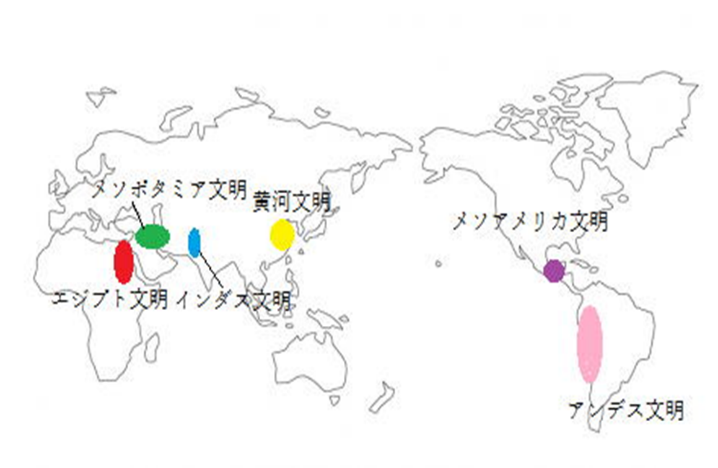 メソポタミア文明
黄河文明
メソアメリカ文明
エジプト文明
インダス文明
アンデス文明